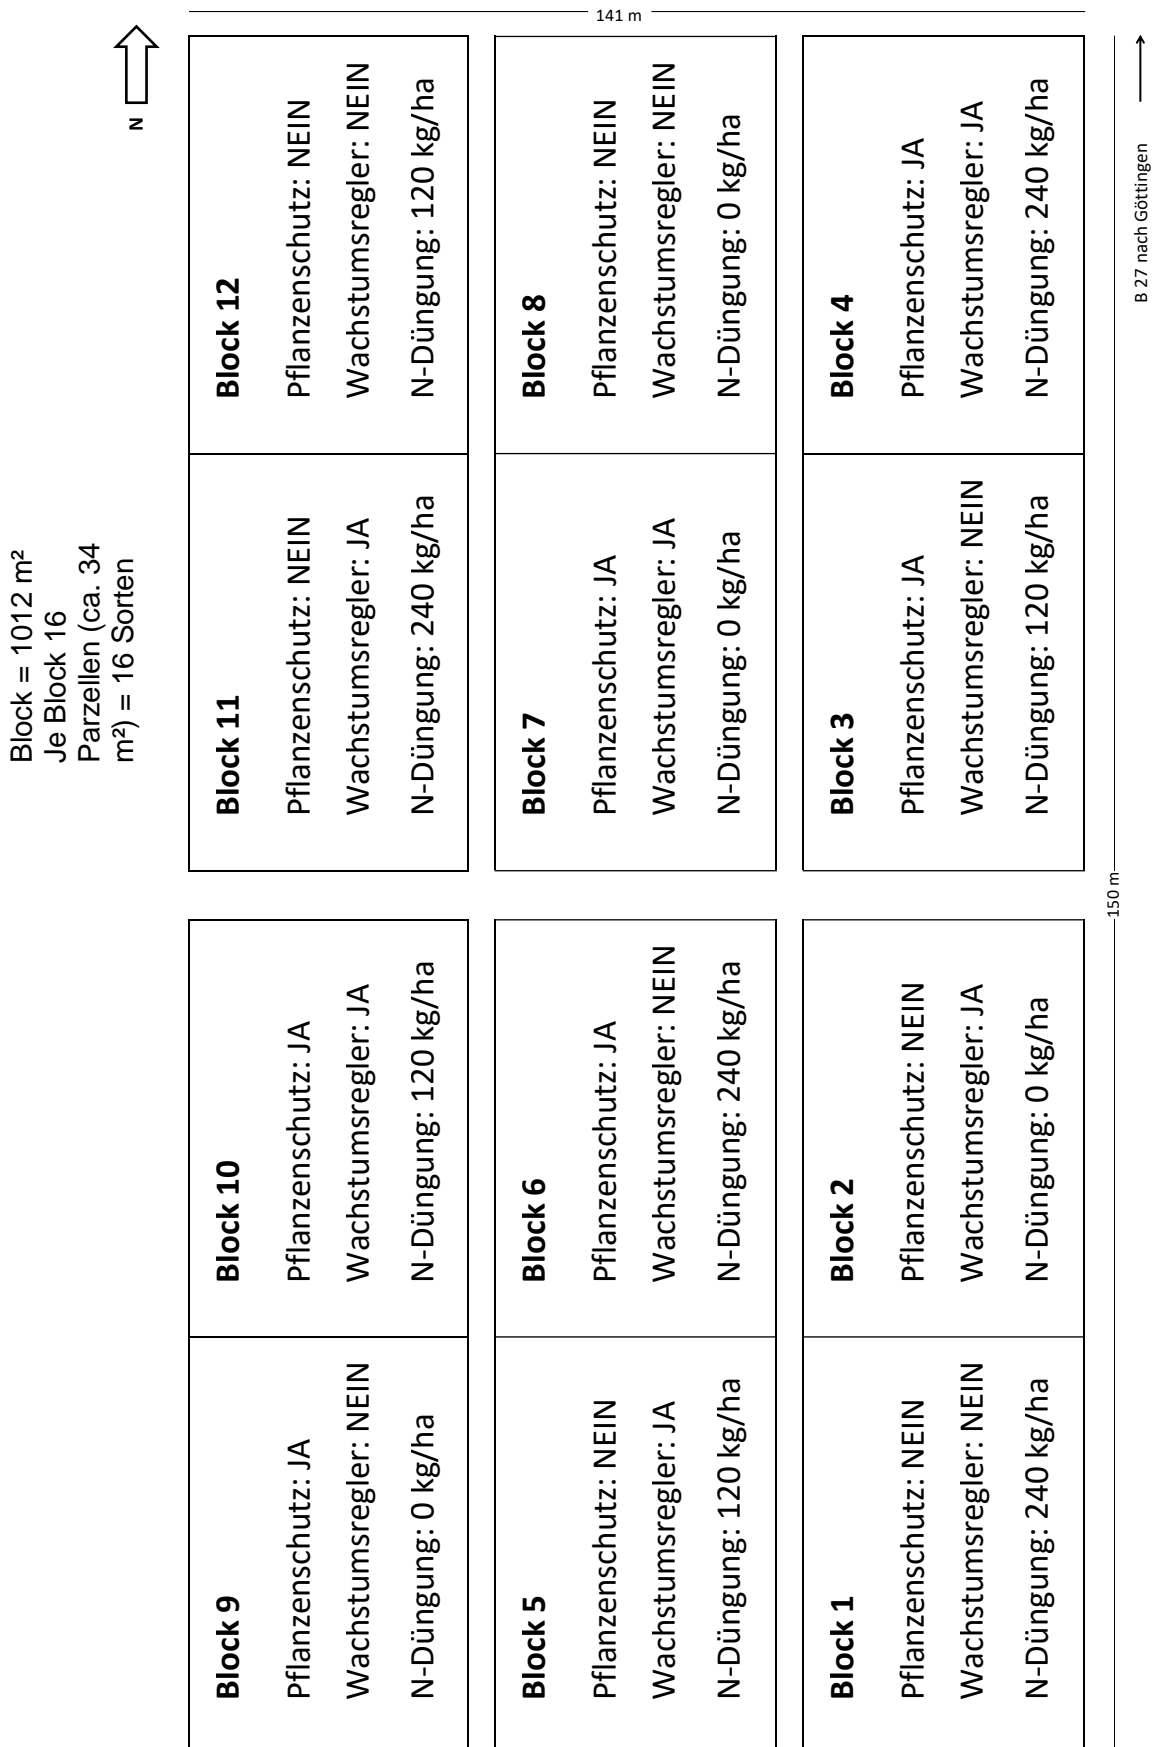 Block = 1012 m²
Je Block 16
Parzellen (ca. 34
m²) = 16 Sorten
N
141 m
Block 9
Pflanzenschutz: JA
Wachstumsregler: NEIN
N-Düngung: 0 kg/ha
Block 10
Pflanzenschutz: JA
Wachstumsregler: JA
N-Düngung: 120 kg/ha
Block 11
Pflanzenschutz: NEIN
Wachstumsregler: JA
N-Düngung: 240 kg/ha
Block 12
Pflanzenschutz: NEIN
Wachstumsregler: NEIN
N-Düngung: 120 kg/ha
Block 5
Pflanzenschutz: NEIN
Wachstumsregler: JA
N-Düngung: 120 kg/ha
Block 6
Pflanzenschutz: JA
Wachstumsregler: NEIN
N-Düngung: 240 kg/ha
Block 7
Pflanzenschutz: JA
Wachstumsregler: JA
N-Düngung: 0 kg/ha
Block 8
Pflanzenschutz: NEIN
Wachstumsregler: NEIN
N-Düngung: 0 kg/ha
Block 1
Pflanzenschutz: NEIN
Wachstumsregler: NEIN
N-Düngung: 240 kg/ha
Block 2
Pflanzenschutz: NEIN
Wachstumsregler: JA
N-Düngung: 0 kg/ha
Block 3
Pflanzenschutz: JA
Wachstumsregler: NEIN
N-Düngung: 120 kg/ha
Block 4
Pflanzenschutz: JA
Wachstumsregler: JA
N-Düngung: 240 kg/ha
150 m
B 27 nach Göttingen